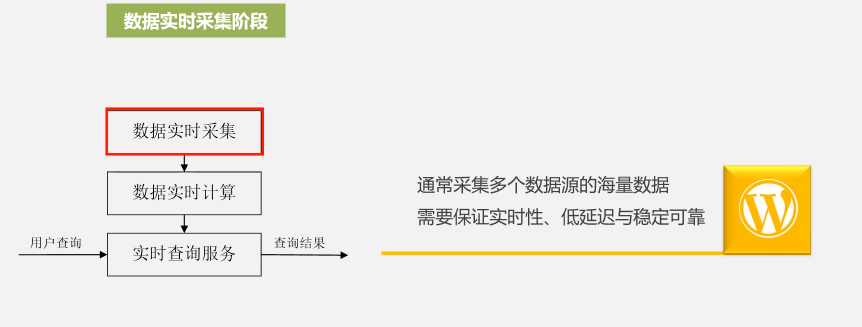 数据实时采集阶段
数据实时采集
数据实时计算
用户查询
实时查询服务
查询结果
通常采集多个数据源的海量数据
需要保证实时性、低延迟与稳定可靠